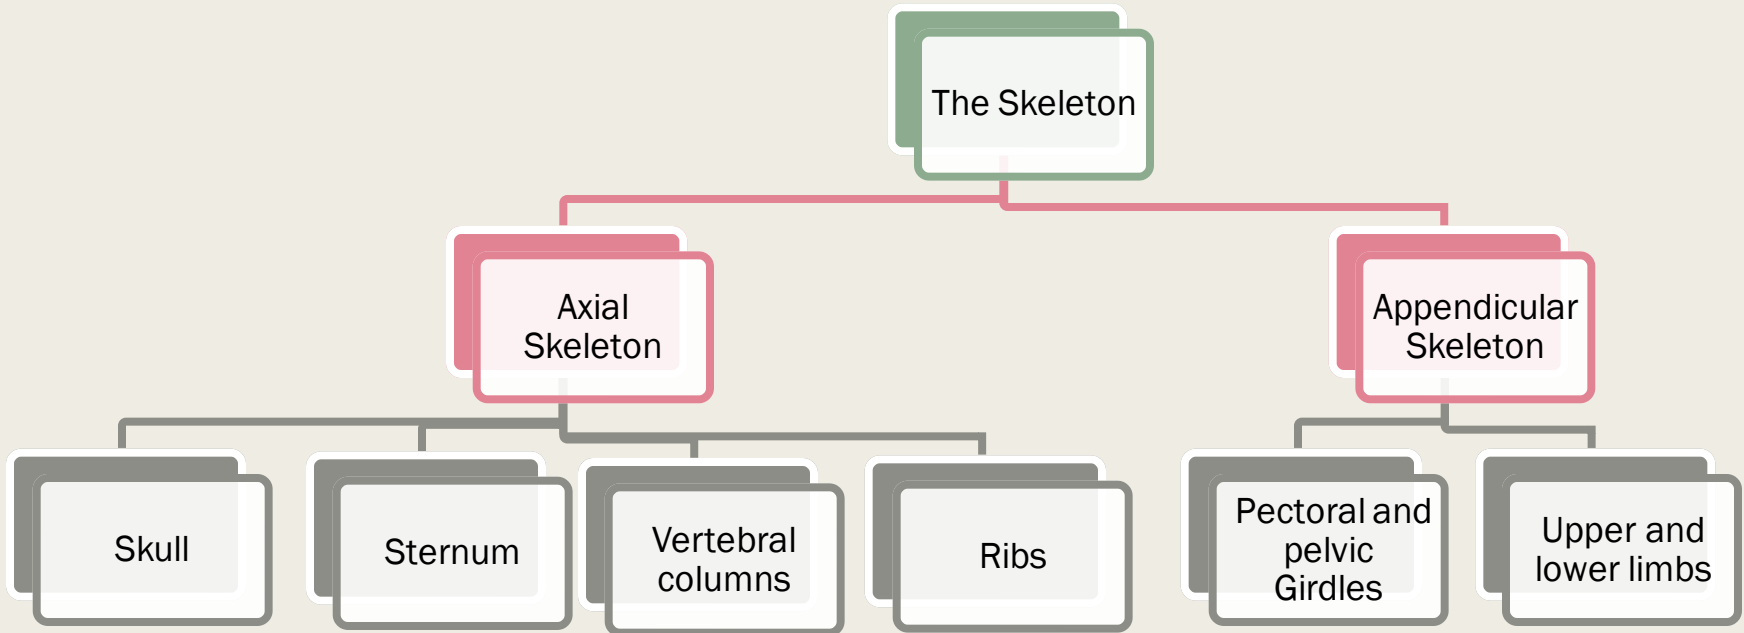 The Skeleton
Axial
Skeleton
Appendicular
Skeleton
Skull
Sternum
Vertebral
columns
Ribs
Pectoral and
pelvic
Girdles
Upper and
lower limbs